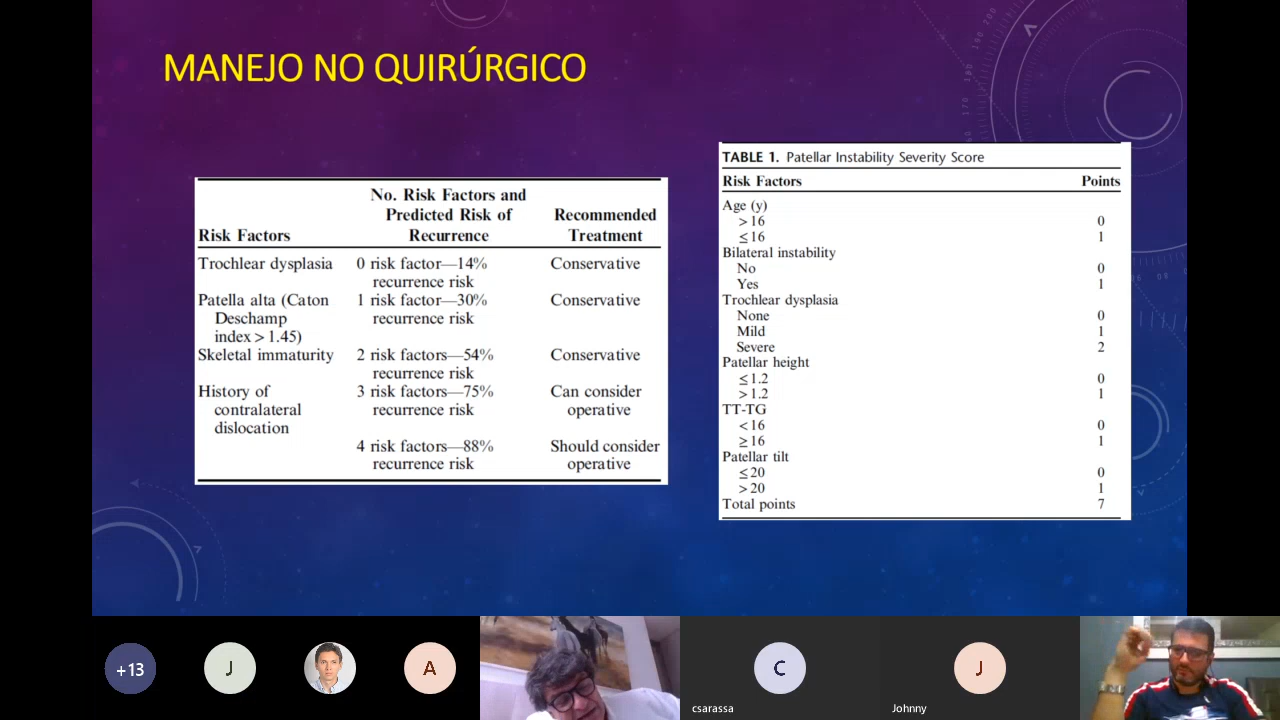 MANEJO NO QUIRÚRGICO
No. Risk Factors and
Predicted Risk of Recommended
Risk Factors Recurrence Treatment
Trochlear dysplasia 0 risk factor—14% Conservative
recurrence risk
Patella alta (Caton 1 risk factor—30% Conservative
Deschamp recurrence risk
index > 1.45)
Skeletal immaturity 2 risk factors—54% Conservative
recurrence risk
History of 3 risk factors—75% Can consider
contralateral recurrence risk operative
dislocation
4 risk factors—88% Should consider
recurrence risk operative
TABLE 1. Patellar Instability Severity Score
Risk Factors Points
Age (y)
> 16 0
≤ 16 1
Bilateral instability
No 0
Yes 1
Trochlear dysplasia
None 0
Mild 1
Severe 2
Patellar height
≤ 1.2 0
> 1.2 1
TT-TG
< 16 0
≥ 16 1
Patellar tilt
≤ 20 0
> 20 1
Total points 7
+13
J
A
C
J
csarassa
Johnny